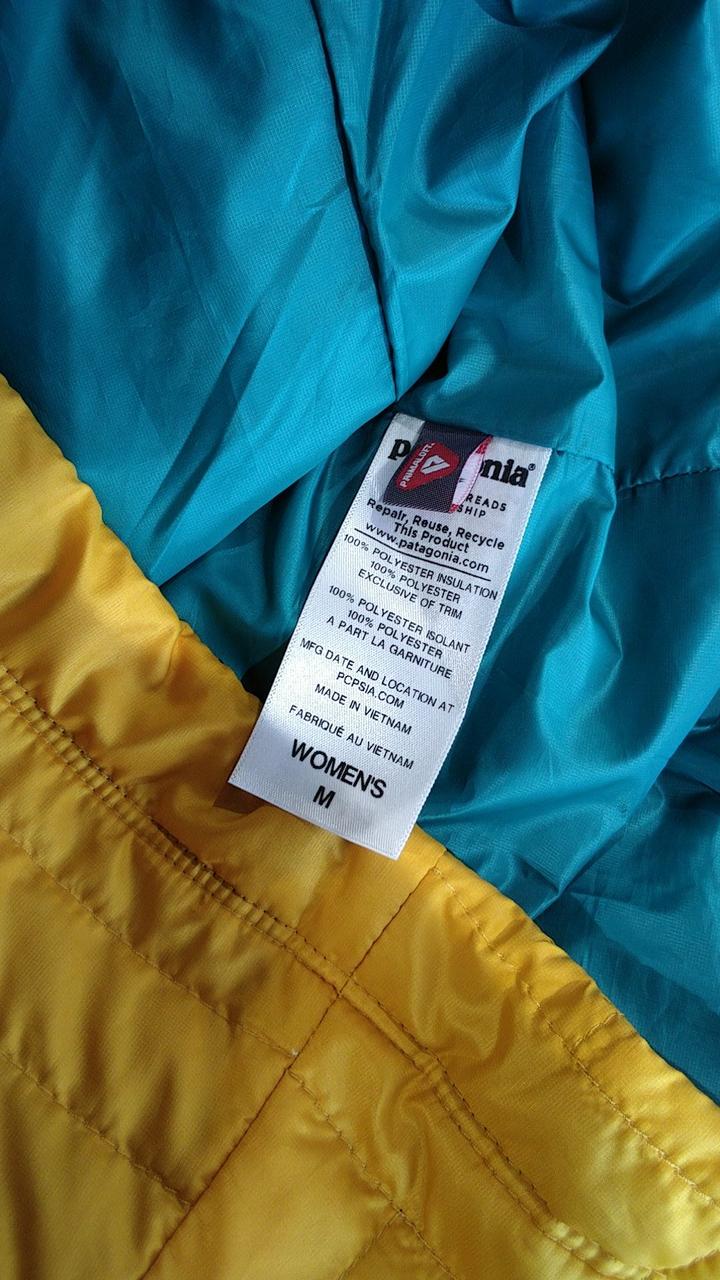 PRIMALOFT
READS
SHIP
Repair, Reuse, Recycle
This Product
www.patagonia.com
100% POLYESTER INSULATION
100% POLYESTER
EXCLUSIVE OF TRIM
100% POLYESTER ISOLANT
100% POLYESTER
A PART LA GARNITURE
MFG DATE AND LOCATION AT
PCPSIA.COM
MADE IN VIETNAM
FABRIQUÉ AU VIETNAM
WOMEN'S
M